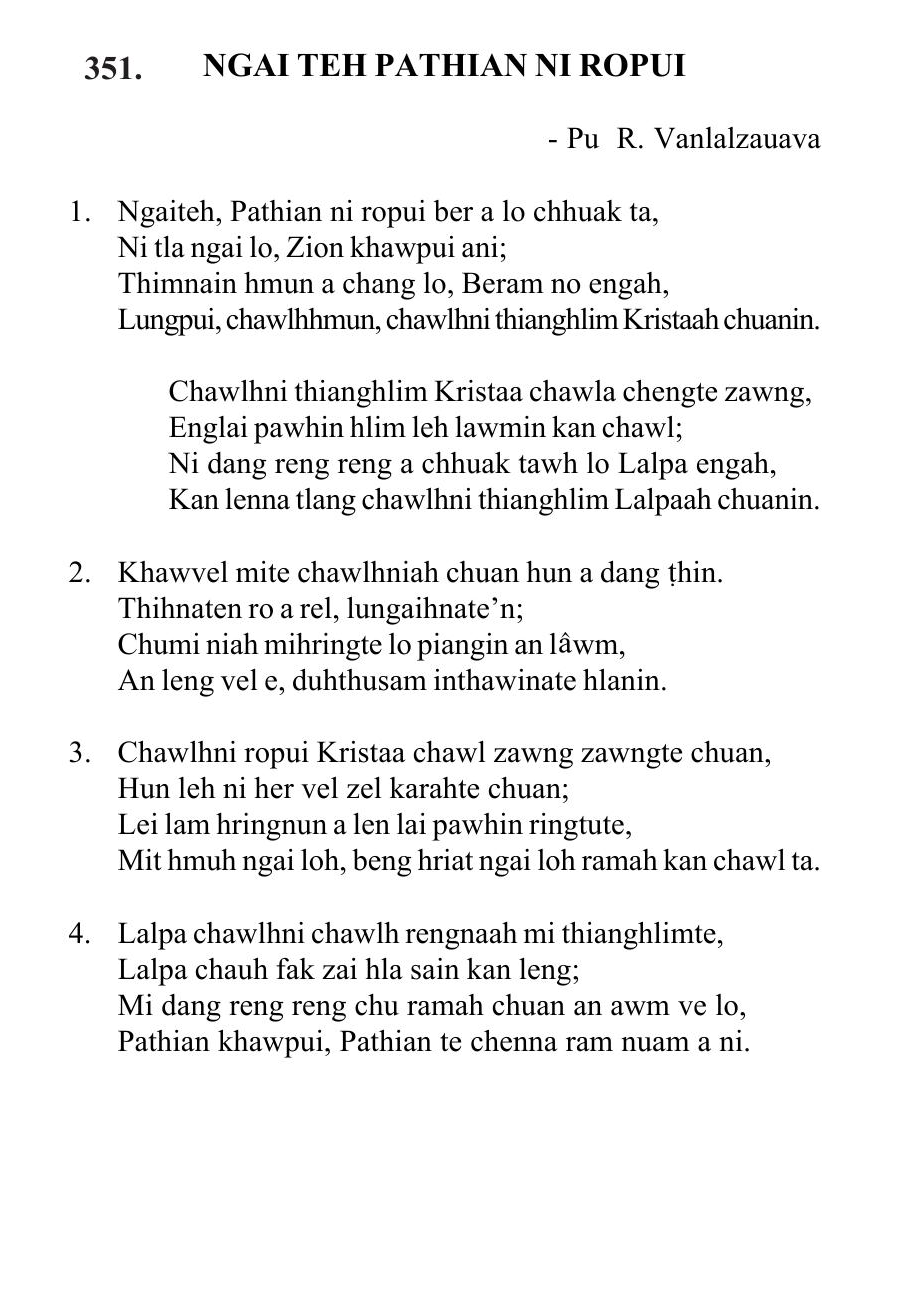 351. NGAI TEH PATHIAN NI ROPUI
- Pu R. Vanlalzauava
1. Ngaiteh, Pathian ni ropui ber a lo chhuak ta,
Ni tla ngai lo, Zion khawpui ani;
Thimnain hmun a chang lo, Beram no engah,
Lungpui, chawlhhmun, chawlhni thianghlim Kristaah chuanin.
Chawlhni thianghlim Kristaa chawla chengte zawng,
Englai pawhin hlim leh lawmin kan chawl;
Ni dang reng reng a chhuak tawh lo Lalpa engah,
Kan lenna tlang chawlhni thianghlim Lalpaah chuanin.
2. Khawvel mite chawlhniah chuan hun a dang ṭhin.
Thihnaten ro a rel, lungaihnate’n;
Chumi niah mihringte lo piangin an lâwm,
An leng vel e, duhthusam inthawinate hlanin.
3. Chawlhni ropui Kristaa chawl zawng zawngte chuan,
Hun leh ni her vel zel karahte chuan;
Lei lam hringnun a len lai pawhin ringtute,
Mit hmuh ngai loh, beng hriat ngai loh ramah kan chawl ta.
4. Lalpa chawlhni chawlh rengnaah mi thianghlimte,
Lalpa chauh fak zai hla sain kan leng;
Mi dang reng reng chu ramah chuan an awm ve lo,
Pathian khawpui, Pathian te chenna ram nuam a ni.